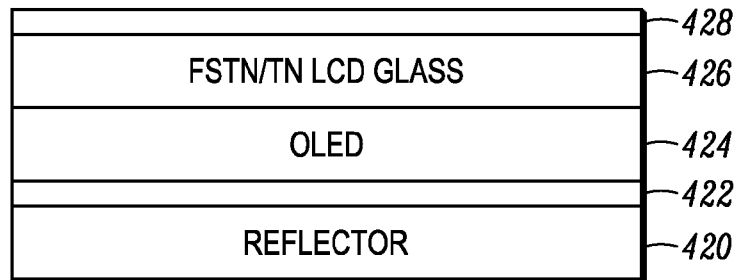 428
FSTN/TN LCD GLASS 426
OLED 424
422
REFLECTOR 420